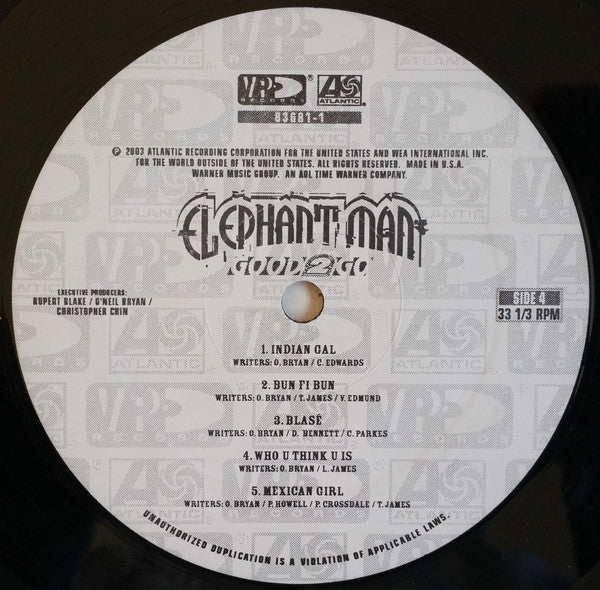 VP® RECORDS ATLANTIC
83681-1
℗ 2003 ATLANTIC RECORDING CORPORATION FOR THE UNITED STATES AND WEA INTERNATIONAL INC.
FOR THE WORLD OUTSIDE OF THE UNITED STATES. ALL RIGHTS RESERVED. MADE IN U.S.A.
WARNER MUSIC GROUP. AN AOL TIME WARNER COMPANY.
ELEPHANT MAN
GOOD 2 GO
EXECUTIVE PRODUCERS:
RUPERT BLAKE / O'NEIL BRYAN /
CHRISTOPHER CHIN
SIDE 4
33 1/3 RPM
1. INDIAN GAL
WRITERS: O. BRYAN / C. EDWARDS
2. BUN FI BUN
WRITERS: O. BRYAN / T. JAMES / V. EDMUND
3. BLASÉ
WRITERS: O. BRYAN / D. BENNETT / C. PARKES
4. WHO U THINK U IS
WRITERS: O. BRYAN / L. JAMES
5. MEXICAN GIRL
WRITERS: O. BRYAN / P. HOWELL / P. CROSSDALE / T. JAMES
UNAUTHORIZED DUPLICATION IS A VIOLATION OF APPLICABLE LAWS.